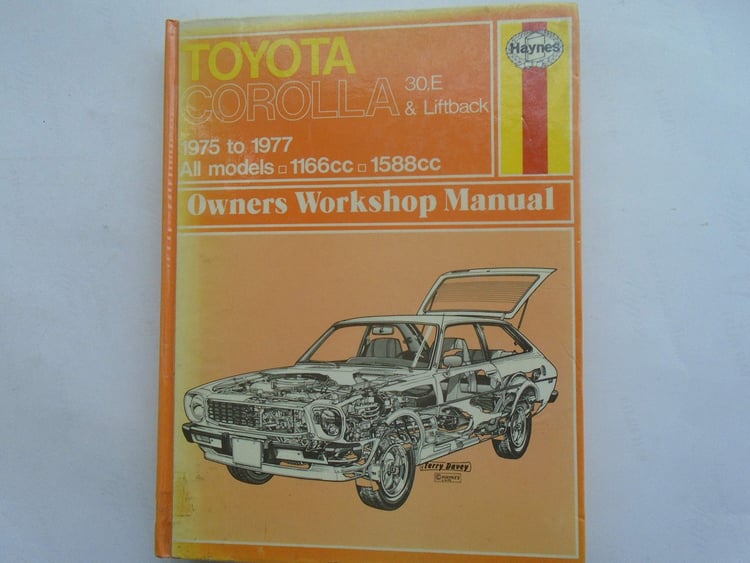 TOYOTA
COROLLA 30,E & Liftback
Haynes
1975 to 1977
All models 1166cc 1588cc
Owners Workshop Manual
Terry Davey